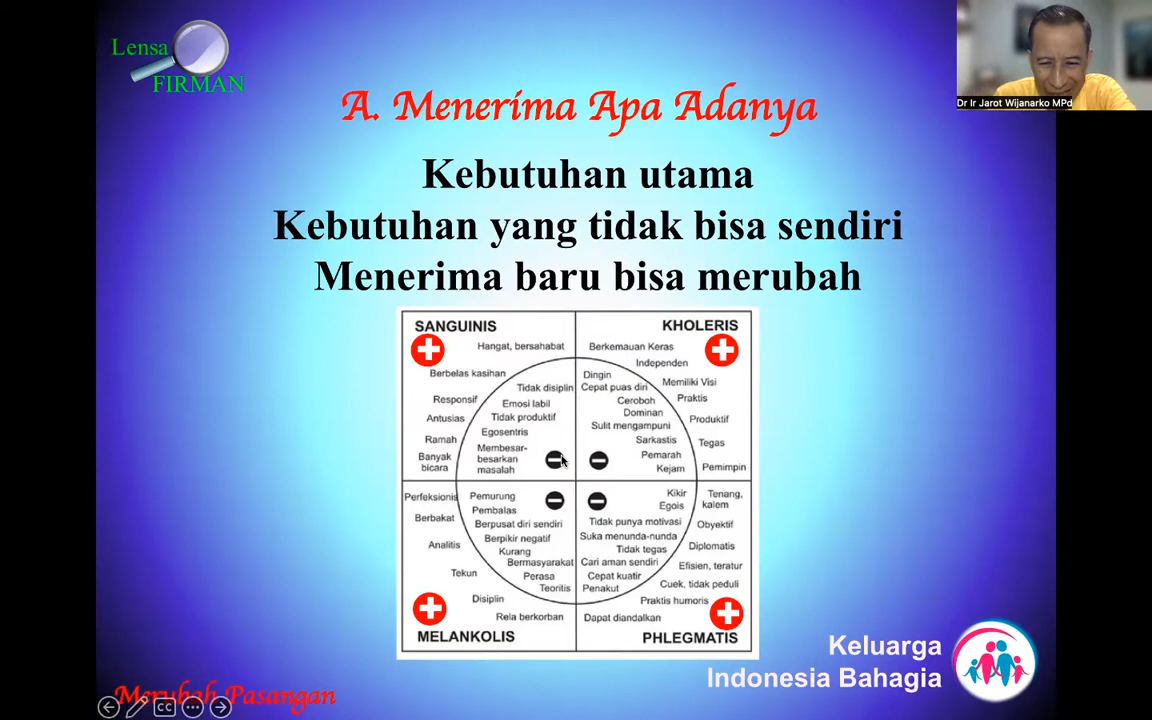 Lensa
FIRMAN
Dr Ir Jarot Wijanarko MPd
A. Menerima Apa Adanya
Kebutuhan utama
Kebutuhan yang tidak bisa sendiri
Menerima baru bisa merubah
SANGUINIS
Hangat, bersahabat
Berbelas kasihan
Responsif
Antusias
Ramah
Banyak
bicara
Tidak disiplin
Emosi labil
Tidak produktif
Egosentris
Membesar-
besarkan
masalah
KHOLERIS
Berkemauan Keras
Independen
Memiliki Visi
Praktis
Produktif
Tegas
Pemimpin
Dingin
Cepat puas diri
Ceroboh
Dominan
Sulit mengampuni
Sarkastis
Pemarah
Kejam
Perfeksionis
Berbakat
Analitis
Tekun
Disiplin
Rela berkorban
Pemurung
Pembalas
Berpusat diri sendiri
Berpikir negatif
Kurang
Bermasyarakat
Perasa
Teoritis
MELANKOLIS
Kikir
Egois
Tidak punya motivasi
Suka menunda-nunda
Tidak tegas
Cari aman sendiri
Cepat kuatir
Penakut
Tenang,
kalem
Obyektif
Diplomatis
Efisien, teratur
Cuek, tidak peduli
Praktis humoris
Dapat diandalkan
PHLEGMATIS
Keluarga
Indonesia Bahagia
Merubah Pasangan
CC